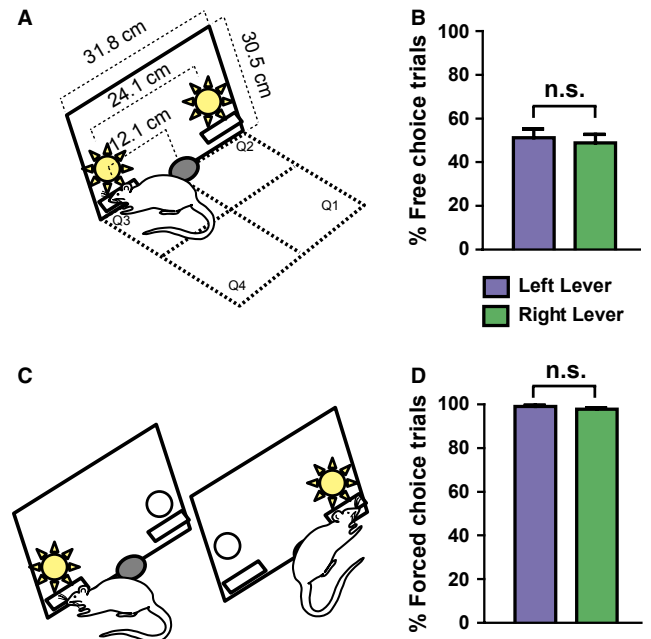 A
31.8 cm
30.5 cm
24.1 cm
12.1 cm
Q2
Q1
Q3
Q4
B
% Free choice trials
100
80
60
40
20
0
n.s.
Left Lever
Right Lever
C
D
% Forced choice trials
100
80
60
40
20
0
n.s.